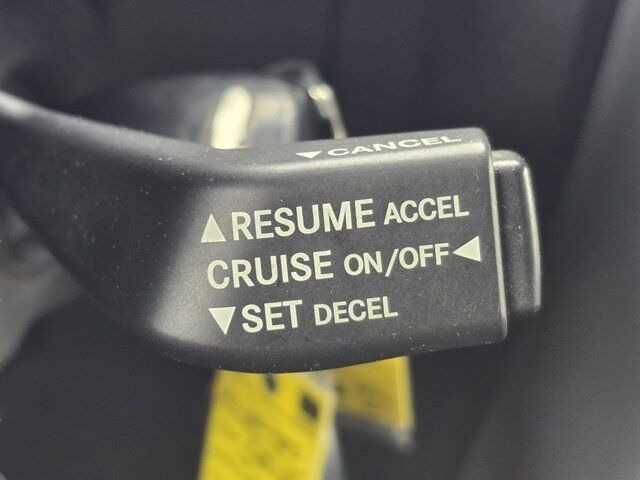 ▼ CANCEL
▲ RESUME ACCEL
CRUISE ON/OFF ◀
▼ SET DECEL